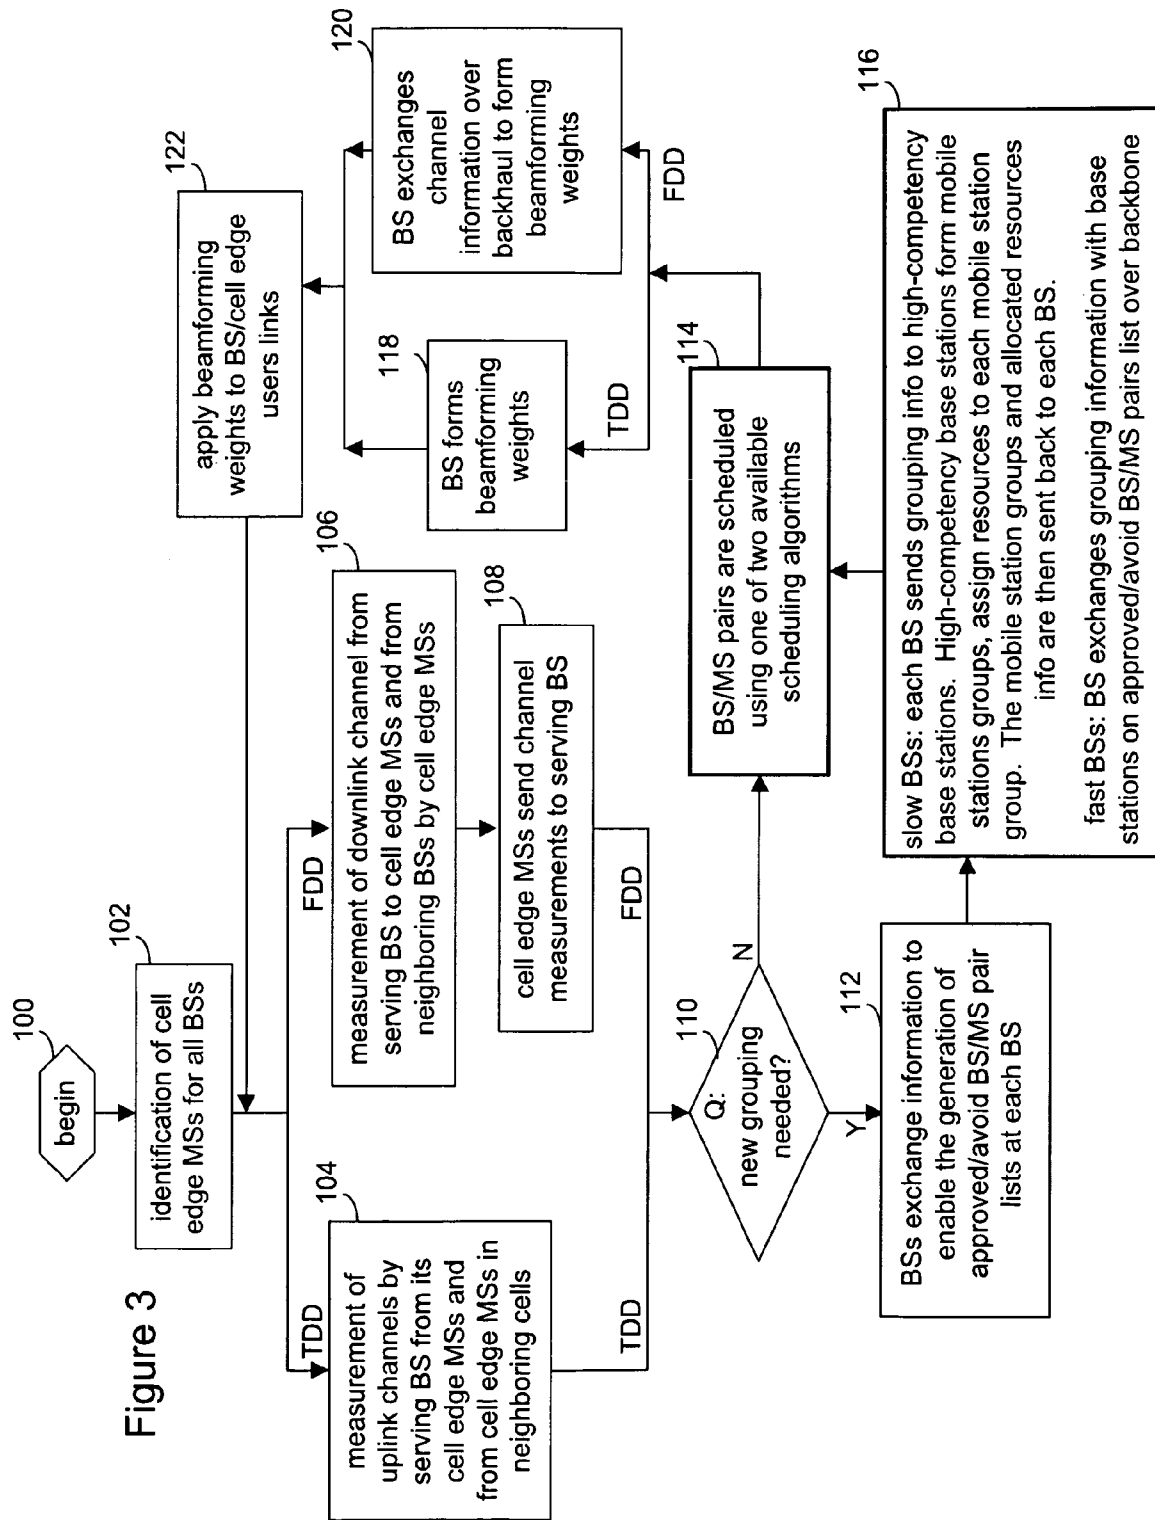 Figure 3
100
begin
102
identification of cell
edge MSs for all BSs
TDD
FDD
104
measurement of
uplink channels by
serving BS from its
cell edge MSs and
from cell edge MSs in
neighboring cells
106
measurement of downlink channel from
serving BS to cell edge MSs and from
neighboring BSs by cell edge MSs
108
cell edge MSs send channel
measurements to serving BS
TDD
FDD
110
Q:
new grouping
needed?
Y
N
112
BSs exchange information to
enable the generation of
approved/avoid BS/MS pair
lists at each BS
116
slow BSs: each BS sends grouping info to high-competency
base stations. High-competency base stations form mobile
stations groups, assign resources to each mobile station
group. The mobile station groups and allocated resources
info are then sent back to each BS.
fast BSs: BS exchanges grouping information with base
stations on approved/avoid BS/MS pairs list over backbone
114
BS/MS pairs are scheduled
using one of two available
scheduling algorithms
TDD
FDD
118
BS forms
beamforming
weights
120
BS exchanges
channel
information over
backhaul to form
beamforming
weights
122
apply beamforming
weights to BS/cell edge
users links